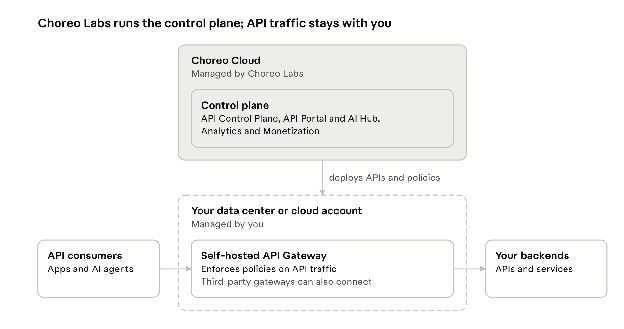 Choreo Labs runs the control plane; API traffic stays with you
Choreo Cloud
Managed by Choreo Labs
Control plane
API Control Plane, API Portal and AI Hub,
Analytics and Monetization
deploys APIs and policies
Your data center or cloud account
Managed by you
API consumers
Apps and AI agents
Self-hosted API Gateway
Enforces policies on API traffic
Third-party gateways can also connect
Your backends
APIs and services